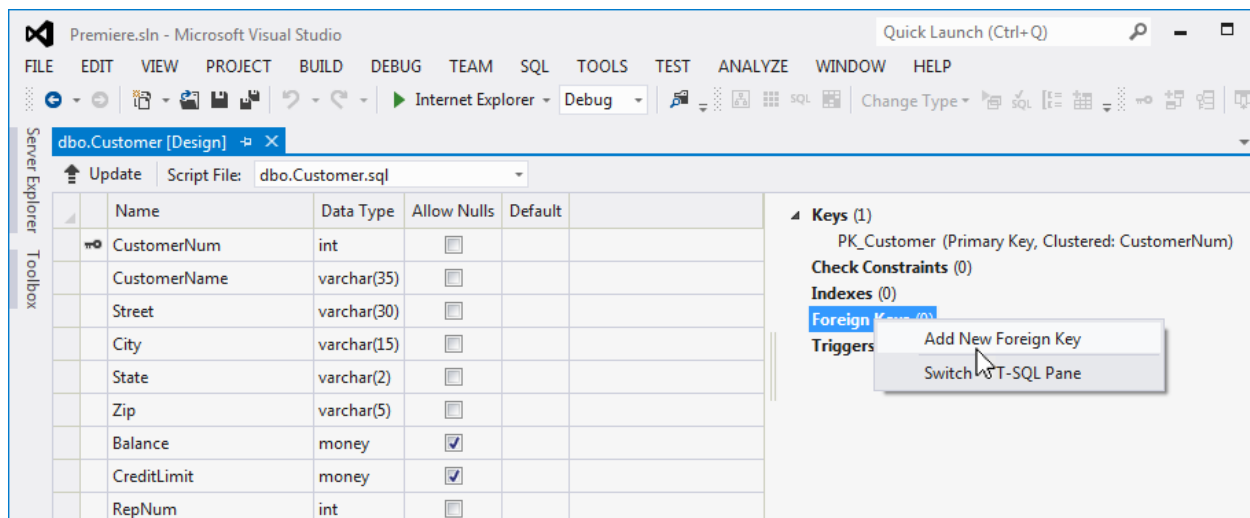 Premiere.sln - Microsoft Visual Studio
Quick Launch (Ctrl+Q)
FILE EDIT VIEW PROJECT BUILD DEBUG TEAM SQL TOOLS TEST ANALYZE WINDOW HELP
Internet Explorer Debug SQL Change Type SQL
Server Explorer
Toolbox
dbo.Customer [Design]
Update Script File: dbo.Customer.sql
Name Data Type Allow Nulls Default
CustomerNum int
CustomerName varchar(35)
Street varchar(30)
City varchar(15)
State varchar(2)
Zip varchar(5)
Balance money
CreditLimit money
RepNum int
Keys (1)
PK_Customer (Primary Key, Clustered: CustomerNum)
Check Constraints (0)
Indexes (0)
Foreign Keys (0)
Triggers
Add New Foreign Key
Switch T-SQL Pane